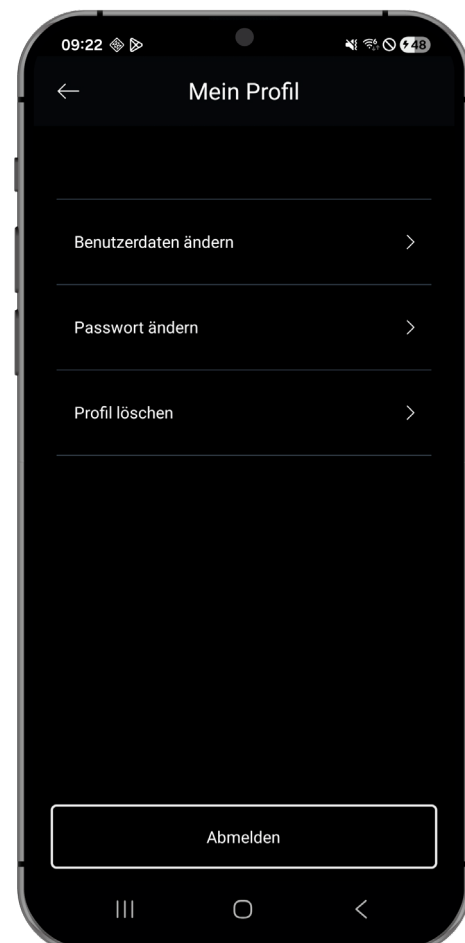 09:22 48
Mein Profil
Benutzerdaten ändern
Passwort ändern
Profil löschen
Abmelden